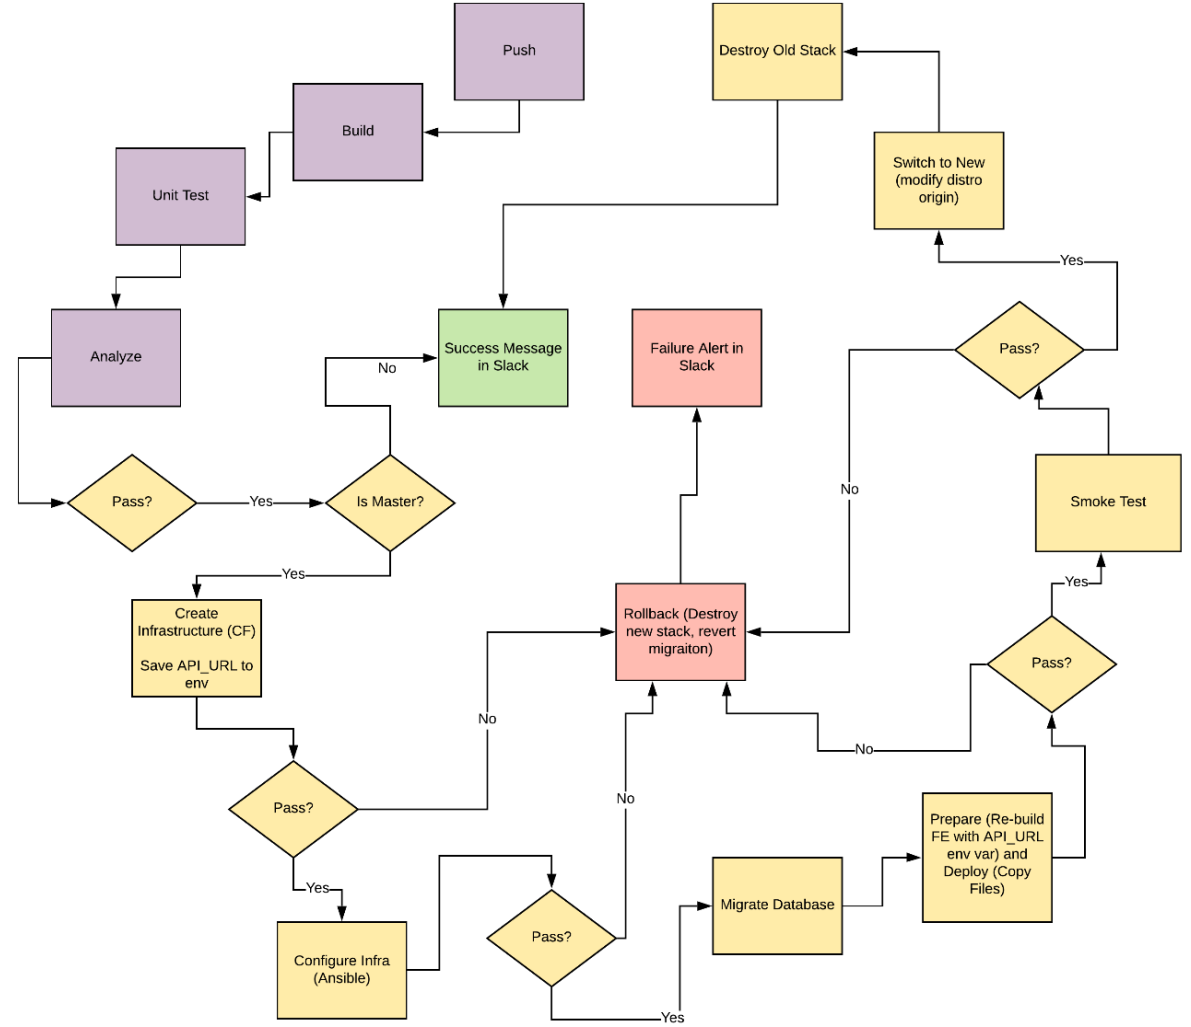 Push
Destroy Old Stack
Build
Switch to New
(modify distro
origin)
Unit Test
Yes
Analyze
Success Message
in Slack
Failure Alert in
Slack
Pass?
No
No
Pass?
Yes
Is Master?
Smoke Test
Yes
Yes
Create
Infrastructure (CF)
Save API_URL to
env
Rollback (Destroy
new stack, revert
migraiton)
Pass?
No
No
Pass?
No
Yes
Prepare (Re-build
FE with API_URL
env var) and
Deploy (Copy
Files)
Migrate Database
Configure Infra
(Ansible)
Pass?
Yes